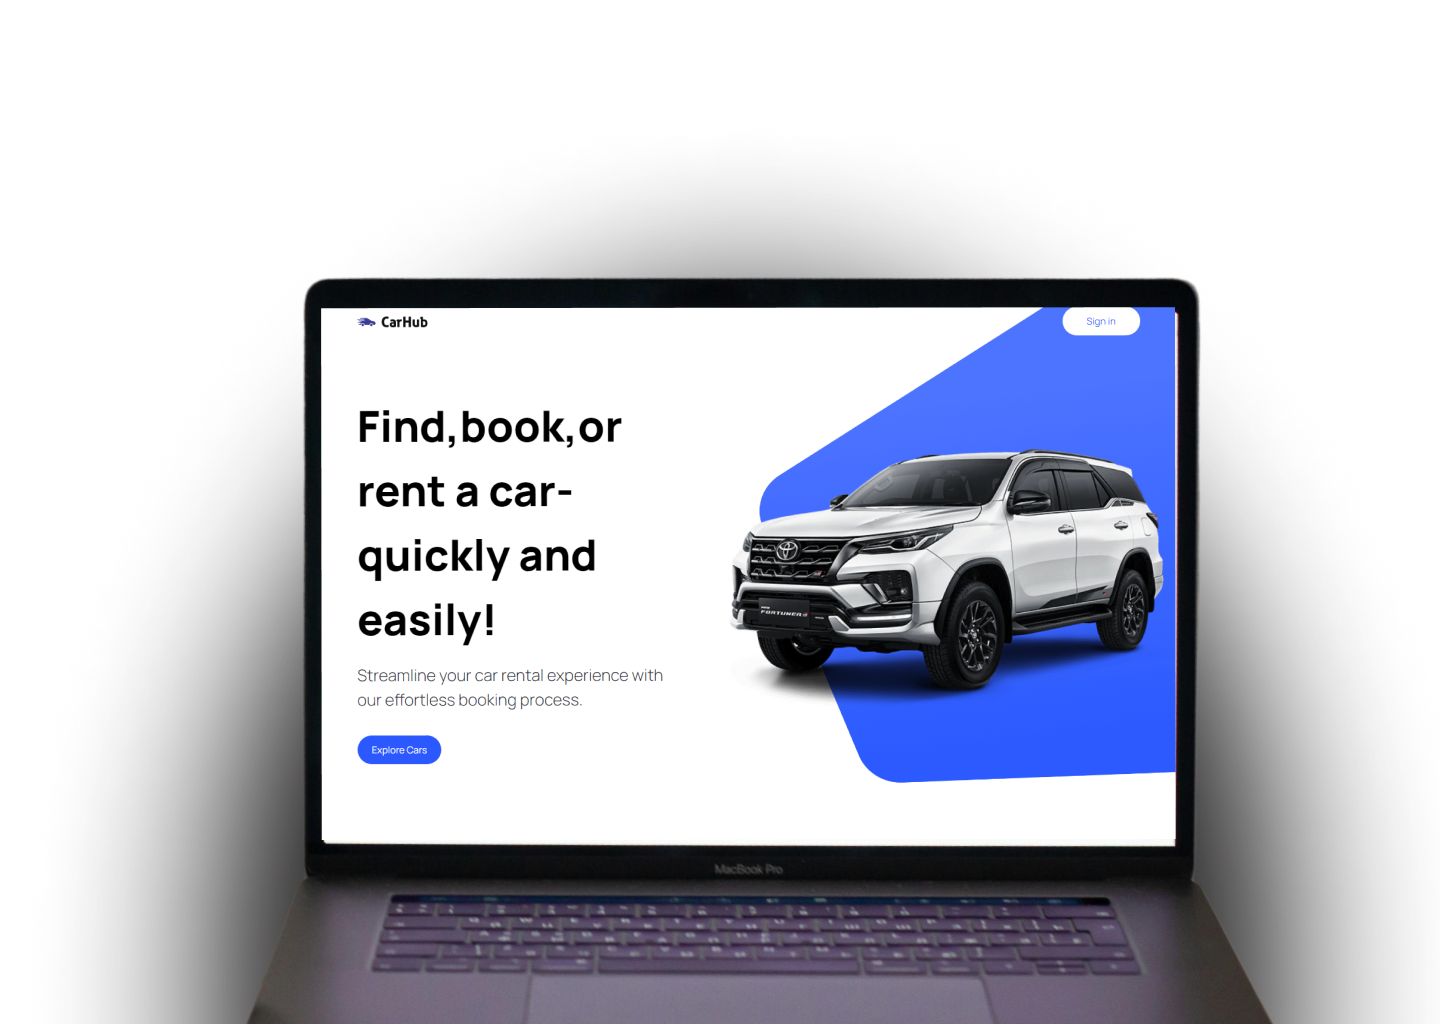 CarHub
Sign in
Find,book,or
rent a car-
quickly and
easily!
Streamline your car rental experience with
our effortless booking process.
Explore Cars
FORTUNER
MacBook Pro